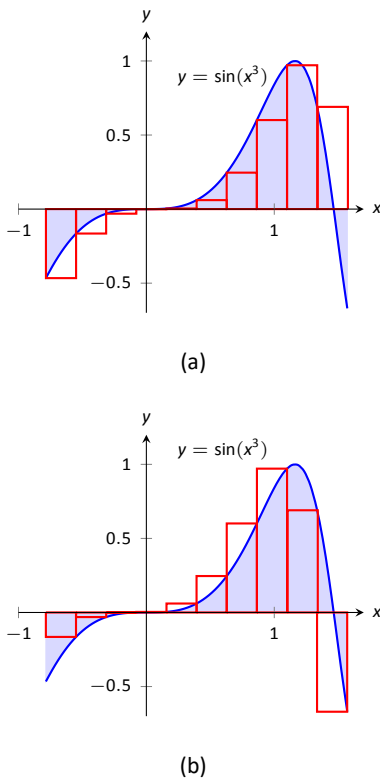 y
1
y = sin(x³)
0.5
x
−1
1
−0.5
(a)
y
y = sin(x³)
1
0.5
x
−1
1
−0.5
(b)